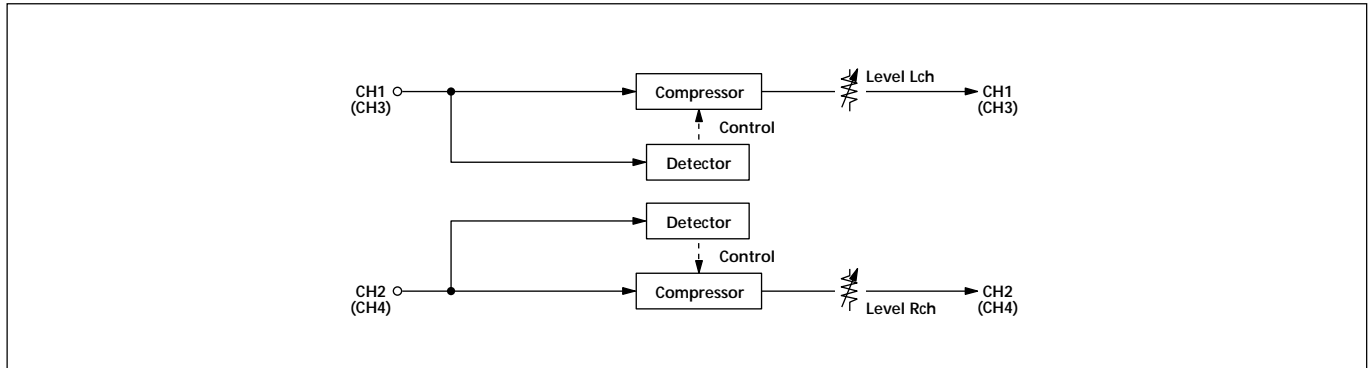 Level Lch
CH1 Compressor CH1
(CH3) (CH3)
Control
Detector
Detector
Control
CH2 Compressor CH2
(CH4) (CH4)
Level Rch